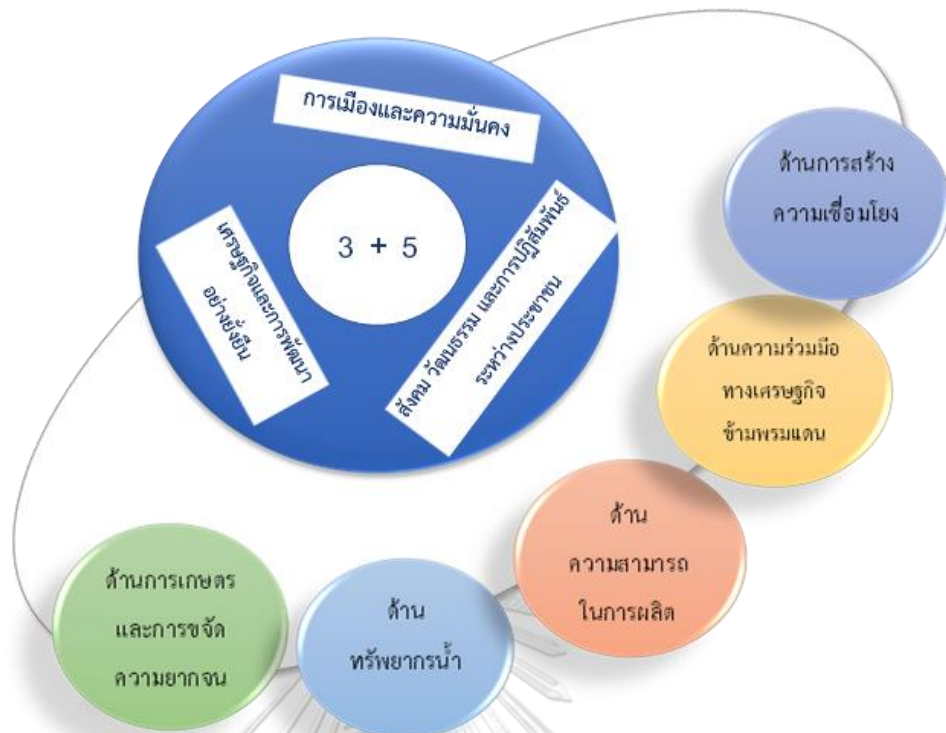 การเมืองและความมั่นคง
3 + 5
เศรษฐกิจและการพัฒนา
อย่างยั่งยืน
สังคม วัฒนธรรม และการปฏิสัมพันธ์
ระหว่างประชาชน
ด้านการสร้าง
ความเชื่อมโยง
ด้านความร่วมมือ
ทางเศรษฐกิจ
ข้ามพรมแดน
ด้าน
ความสามารถ
ในการผลิต
ด้าน
ทรัพยากรน้ำ
ด้านการเกษตร
และการขจัด
ความยากจน